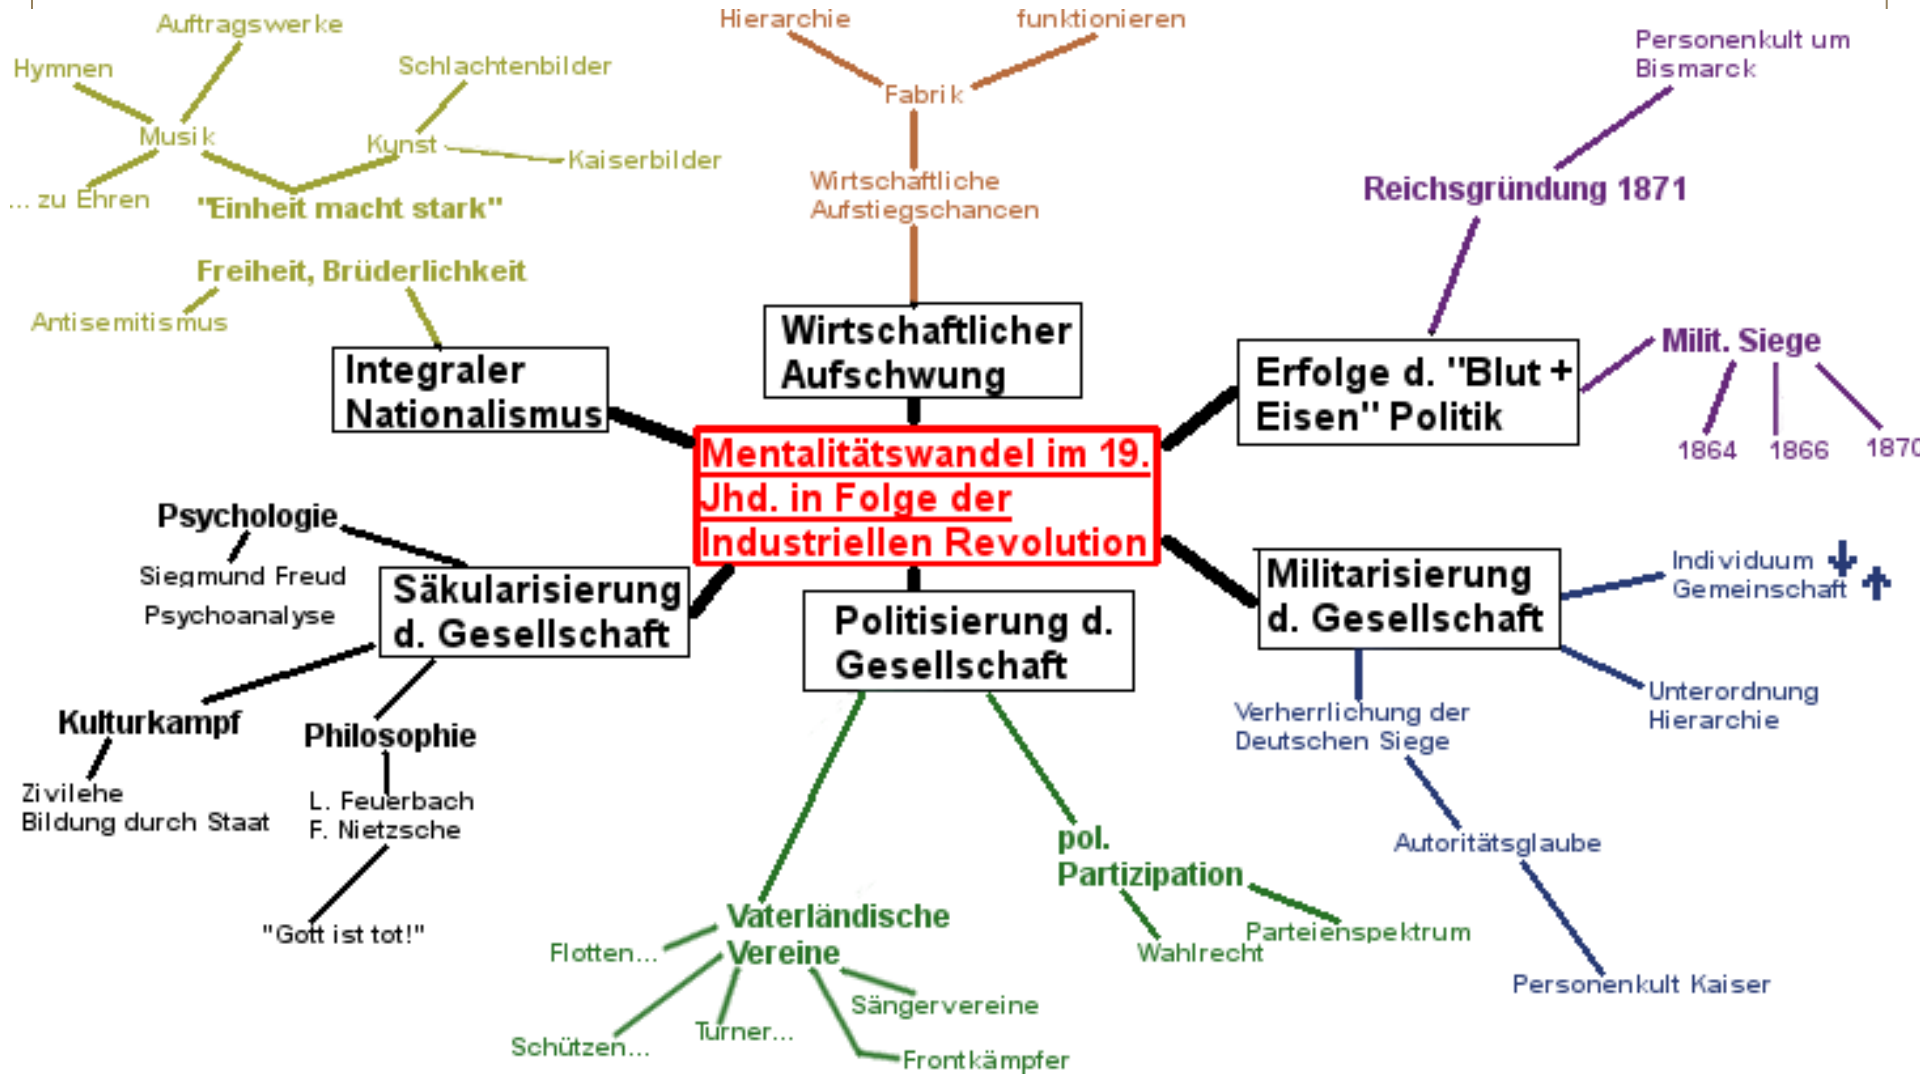 Auftragswerke
Hymnen
Musik
... zu Ehren
Schlachtenbilder
Kunst
Kaiserbilder
"Einheit macht stark"
Freiheit, Brüderlichkeit
Antisemitismus
Integraler
Nationalismus
Hierarchie
funktionieren
Fabrik
Wirtschaftliche
Aufstiegschancen
Wirtschaftlicher
Aufschwung
Personenkult um
Bismarck
Reichsgründung 1871
Milit. Siege
1864
1866
1870
Erfolge d. "Blut +
Eisen" Politik
Mentalitätswandel im 19.
Jhd. in Folge der
Industriellen Revolution
Psychologie
Siegmund Freud
Psychoanalyse
Säkularisierung
d. Gesellschaft
Kulturkampf
Zivilehe
Bildung durch Staat
Philosophie
L. Feuerbach
F. Nietzsche
"Gott ist tot!"
Politisierung d.
Gesellschaft
Vaterländische
Vereine
Flotten...
Schützen...
Turner...
Sängervereine
Frontkämpfer
pol.
Partizipation
Wahlrecht
Parteienspektrum
Militarisierung
d. Gesellschaft
Individuum
Gemeinschaft
Unterordnung
Hierarchie
Verherrlichung der
Deutschen Siege
Autoritätsglaube
Personenkult Kaiser